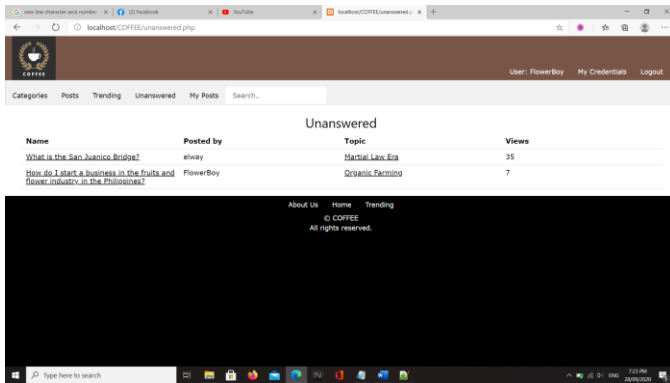 new line character ascii number
(2) Facebook
YouTube
localhost/COFFEE/unanswered.p
localhost/COFFEE/unanswered.php
COFFEE
User: FlowerBoy My Credentials Logout
Categories Posts Trending Unanswered My Posts Search..
Unanswered
Name Posted by Topic Views
What is the San Juanico Bridge? elway Martial Law Era 35
How do I start a business in the fruits and FlowerBoy Organic Farming 7
flower industry in the Philippines?
About Us Home Trending
© COFFEE
All rights reserved.
Type here to search
ENG
7:23 PM
28/09/2020